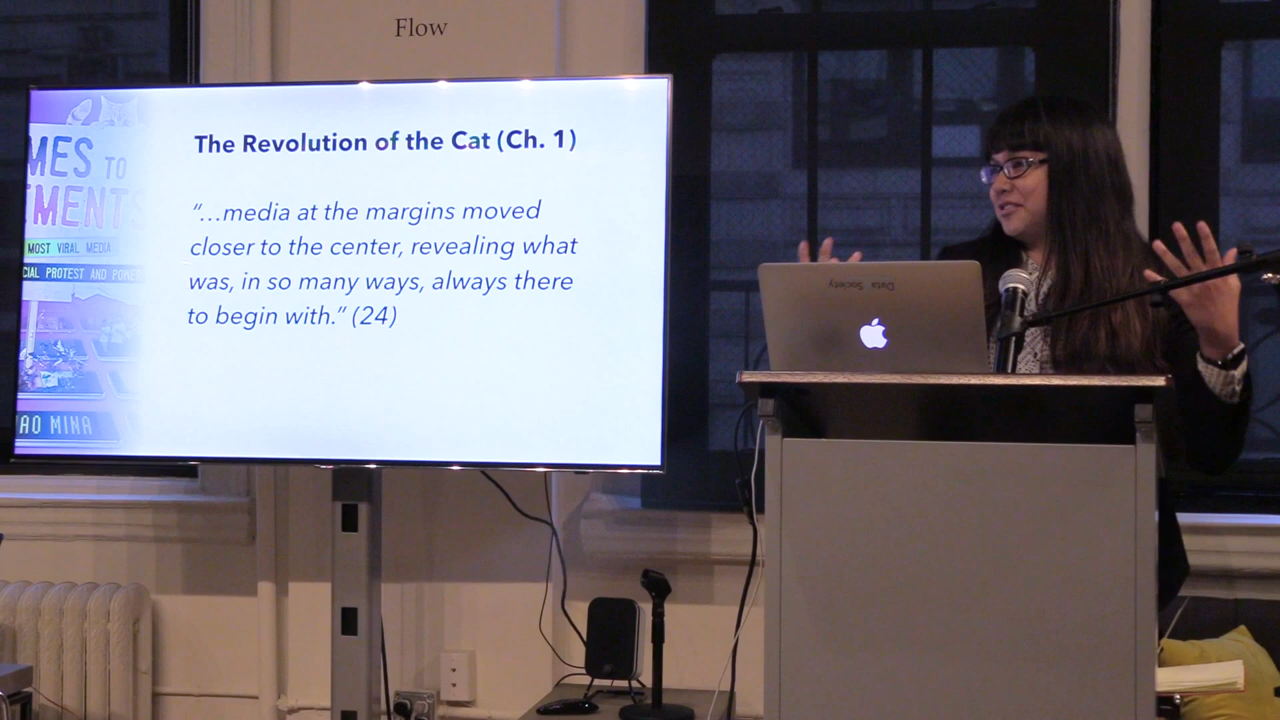 Flow
The Revolution of the Cat (Ch. 1)
“...media at the margins moved
closer to the center, revealing what
was, in so many ways, always there
to begin with.” (24)
MES TO
EMENTS
MOST VIRAL MEDIA
CIAL PROTEST AND POWER
AO MINA
Data Society